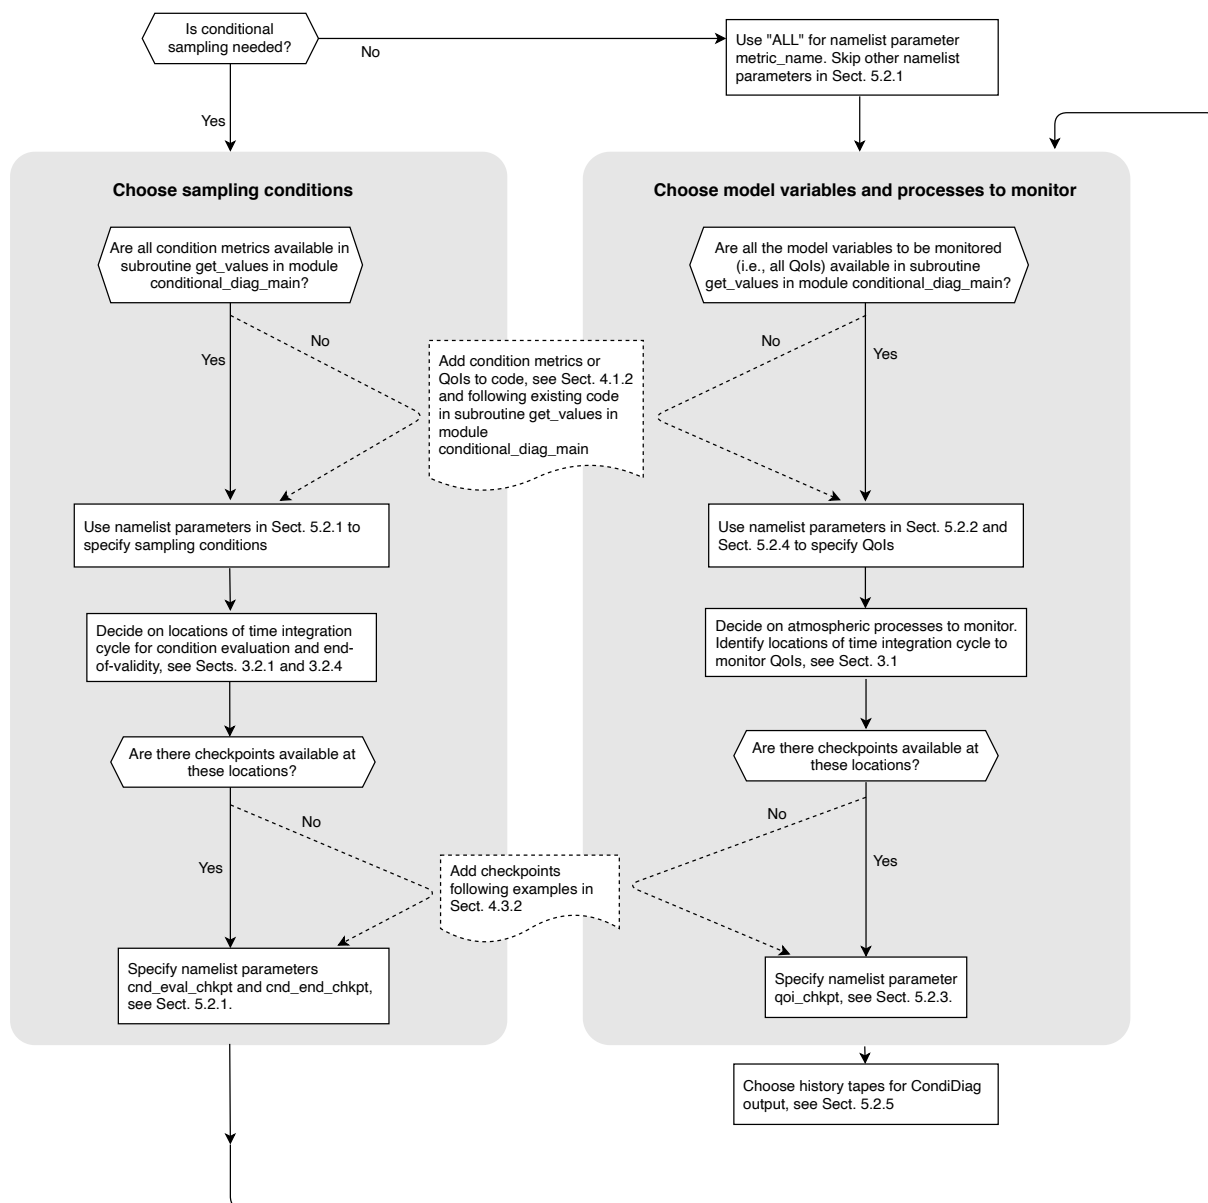 Is conditional
sampling needed?
No
Use "ALL" for namelist parameter
metric_name. Skip other namelist
parameters in Sect. 5.2.1
Yes
Choose sampling conditions
Are all condition metrics available in
subroutine get_values in module
conditional_diag_main?
No
Yes
Use namelist parameters in Sect. 5.2.1 to
specify sampling conditions
Decide on locations of time integration
cycle for condition evaluation and end-
of-validity, see Sects. 3.2.1 and 3.2.4
Are there checkpoints available at
these locations?
No
Yes
Specify namelist parameters
cnd_eval_chkpt and cnd_end_chkpt,
see Sect. 5.2.1.
Add condition metrics or
QoIs to code, see Sect. 4.1.2
and following existing code
in subroutine get_values in
module
conditional_diag_main
Add checkpoints
following examples in
Sect. 4.3.2
Choose model variables and processes to monitor
Are all the model variables to be monitored
(i.e., all QoIs) available in subroutine
get_values in module conditional_diag_main?
No
Yes
Use namelist parameters in Sect. 5.2.2 and
Sect. 5.2.4 to specify QoIs
Decide on atmospheric processes to monitor.
Identify locations of time integration cycle to
monitor QoIs, see Sect. 3.1
Are there checkpoints available at
these locations?
No
Yes
Specify namelist parameter
qoi_chkpt, see Sect. 5.2.3.
Choose history tapes for CondiDiag
output, see Sect. 5.2.5